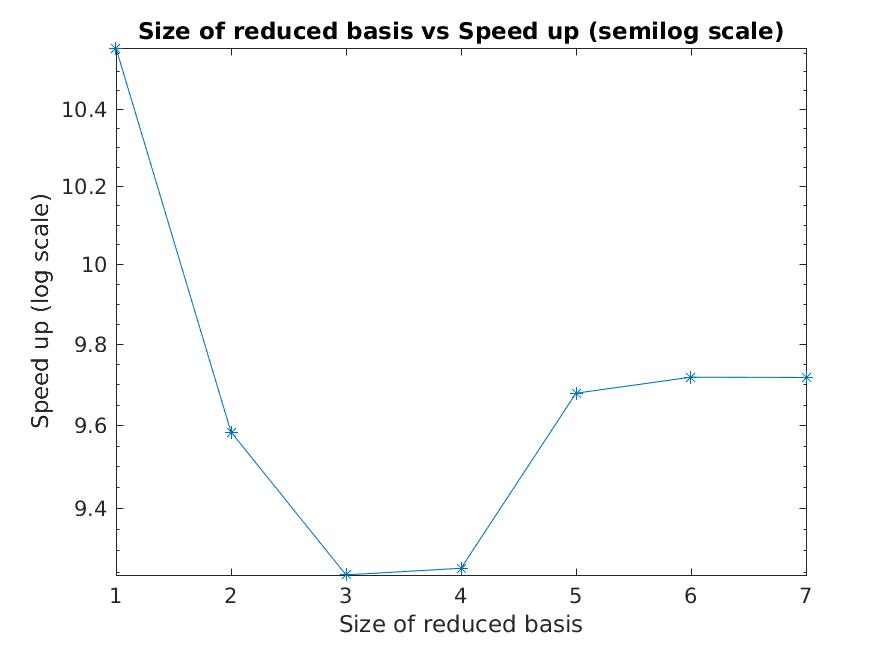 Size of reduced basis vs Speed up (semilog scale)
10.4
10.2
10
9.8
9.6
9.4
Speed up (log scale)
1 2 3 4 5 6 7
Size of reduced basis